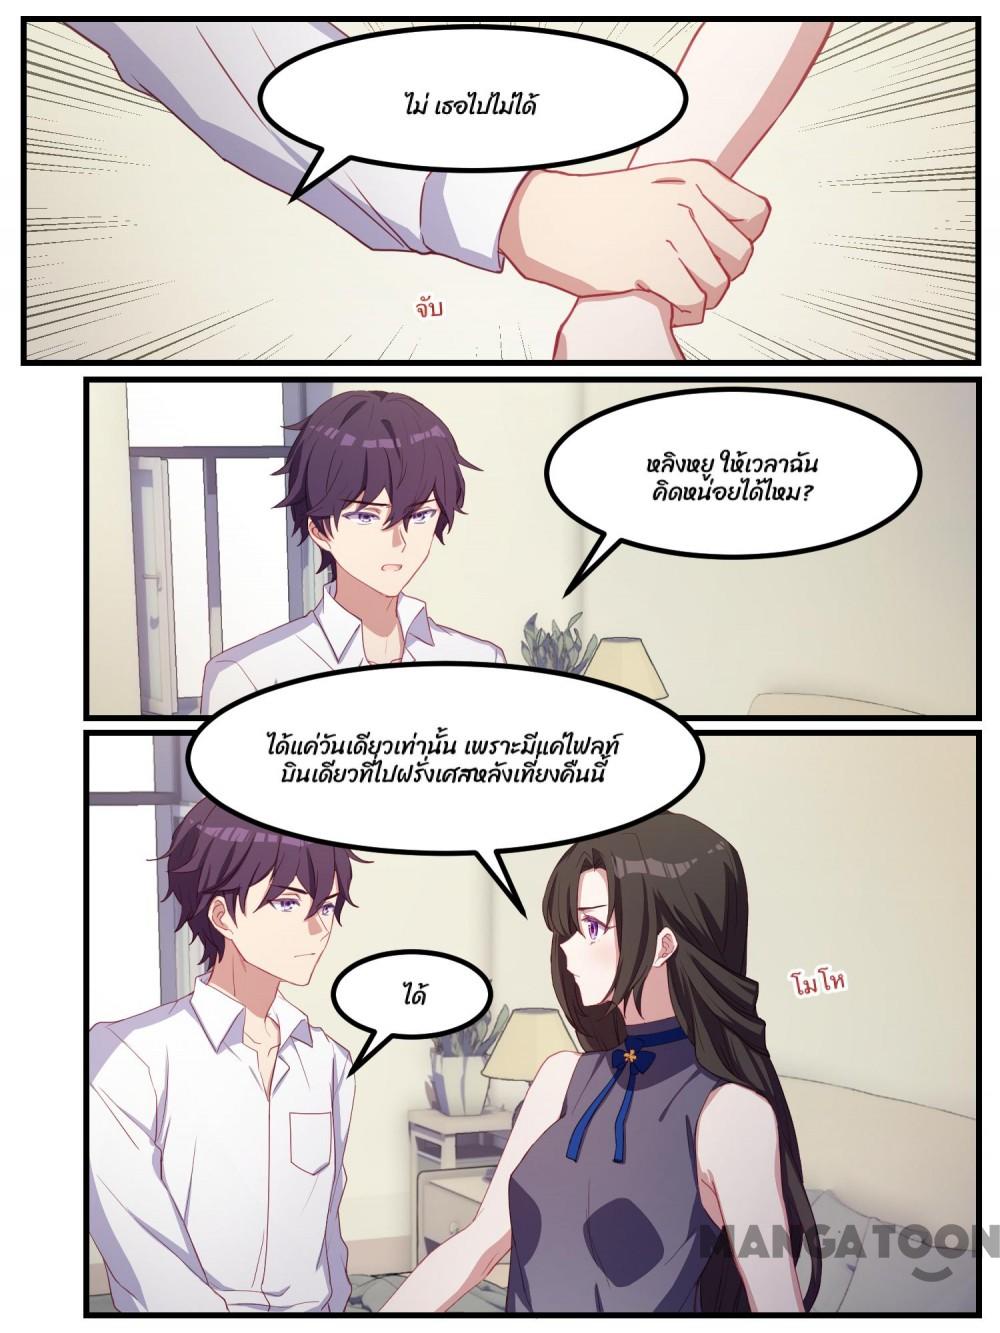 ไม่ เธอไปไม่ได้
จับ
หลิงหยู ให้เวลาฉัน
คิดหน่อยได้ไหม?
ได้แค่วันเดียวเท่านั้น เพราะมีแค่ไฟลท์
บินเดียวที่ไปฝรั่งเศสหลังเที่ยงคืนนี้
ได้
โมโห
MANGATOON